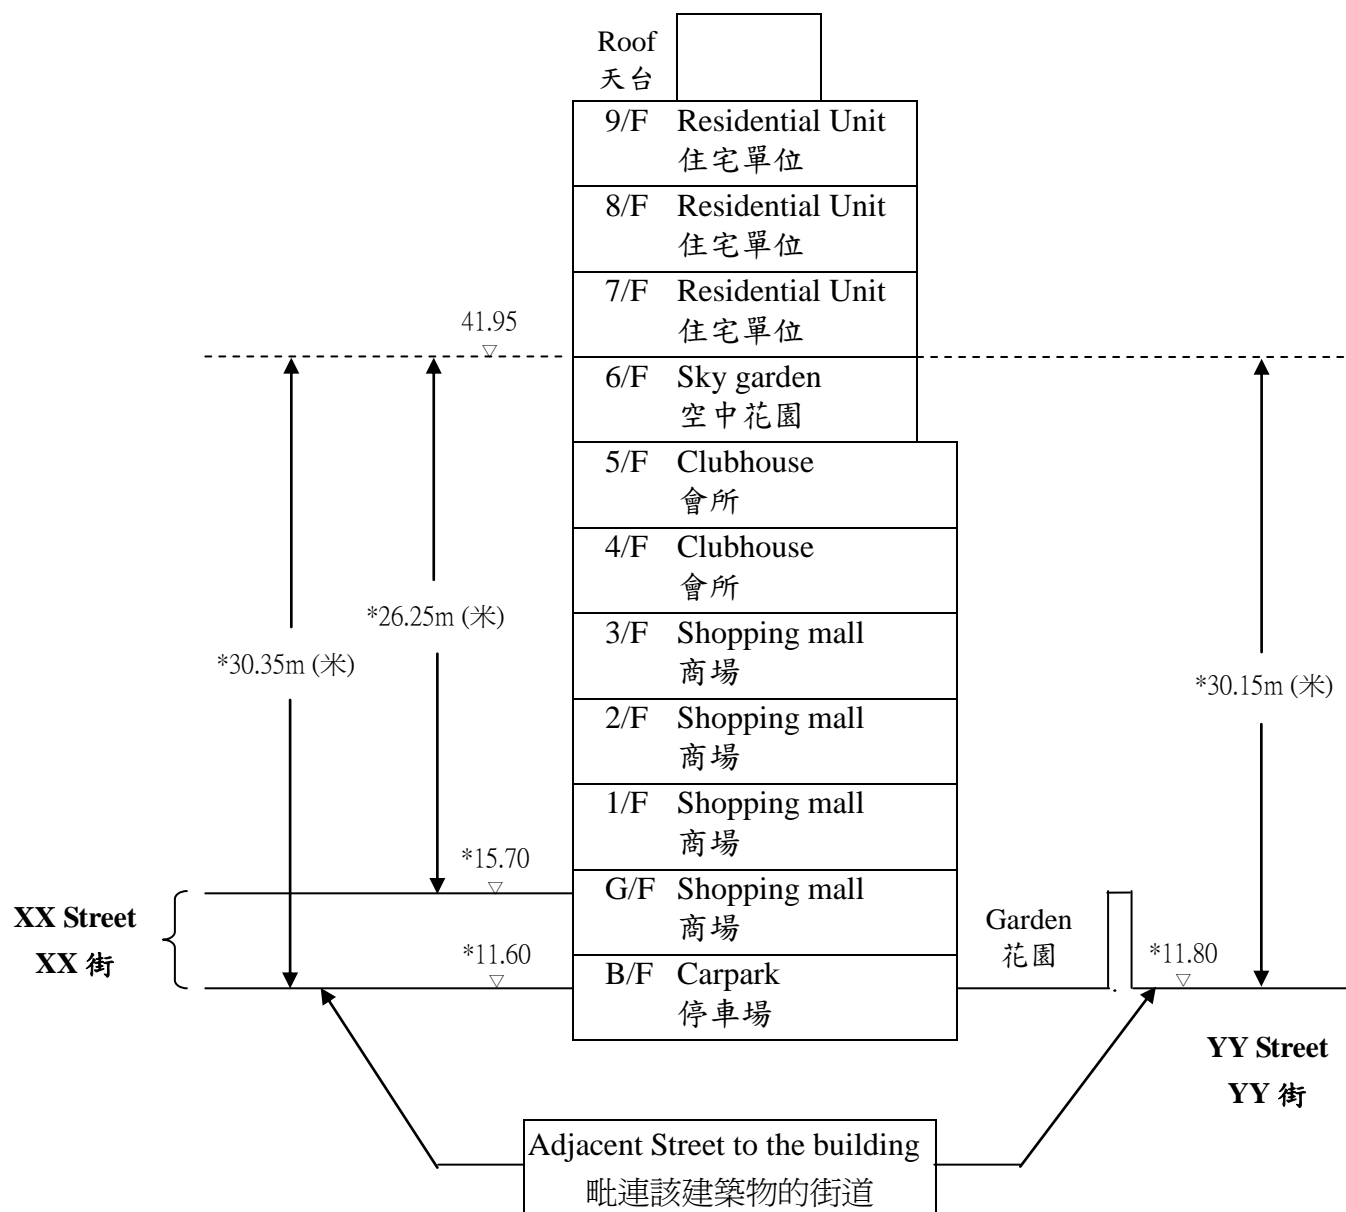 Roof
天台
9/F Residential Unit
住宅單位
8/F Residential Unit
住宅單位
7/F Residential Unit
住宅單位
41.95
6/F Sky garden
空中花園
5/F Clubhouse
會所
4/F Clubhouse
會所
*26.25m (米)
3/F Shopping mall
商場
*30.35m (米)
*30.15m (米)
2/F Shopping mall
商場
1/F Shopping mall
商場
*15.70
G/F Shopping mall
商場
XX Street
XX 街
Garden
花園
*11.60
*11.80
B/F Carpark
停車場
YY Street
YY 街
Adjacent Street to the building
毗連該建築物的街道